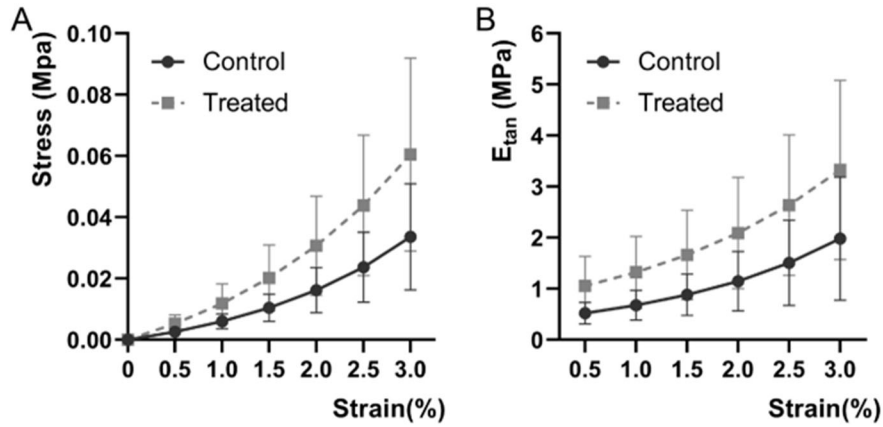 A
Stress (Mpa)
0.10
0.08
0.06
0.04
0.02
0.00
Control
Treated
0 0.5 1.0 1.5 2.0 2.5 3.0
Strain(%)
B
E_tan (MPa)
6
5
4
3
2
1
0
Control
Treated
0.5 1.0 1.5 2.0 2.5 3.0
Strain(%)